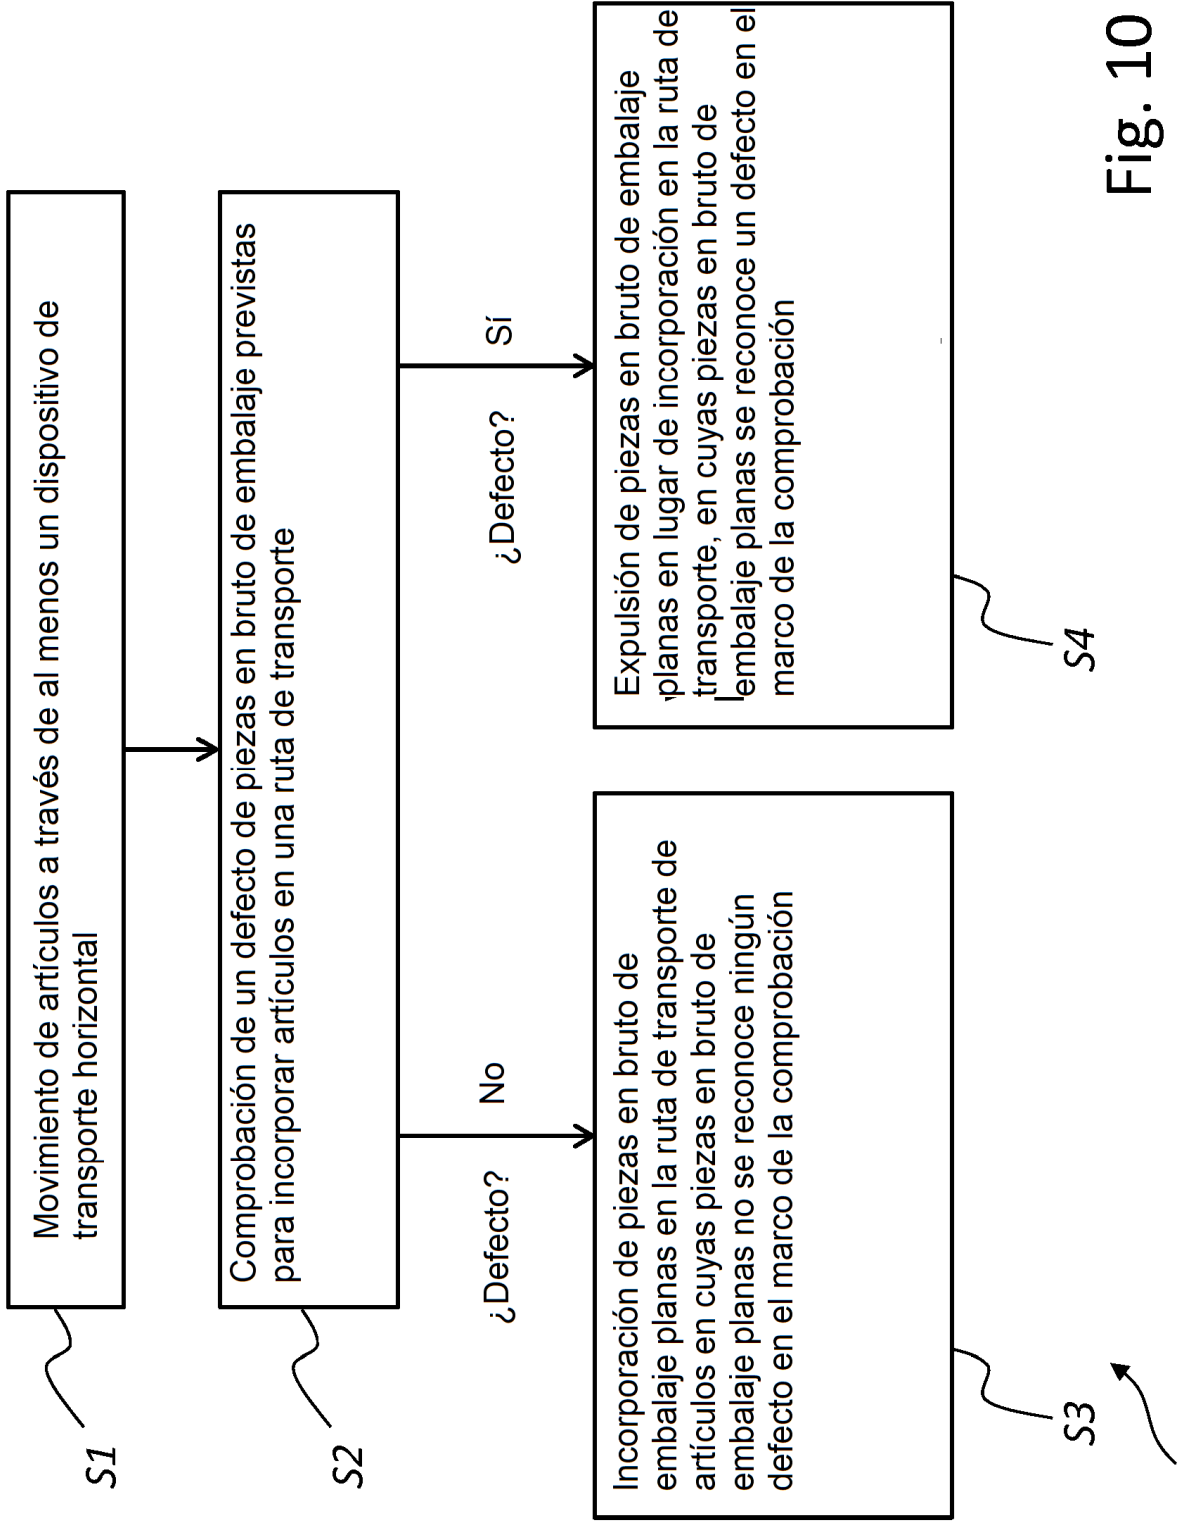 S1
Movimiento de artículos a través de al menos un dispositivo de
transporte horizontal
S2
Comprobación de un defecto de piezas en bruto de embalaje previstas
para incorporar artículos en una ruta de transporte
¿Defecto?
No
¿Defecto?
Sí
Incorporación de piezas en bruto de
embalaje planas en la ruta de transporte de
artículos en cuyas piezas en bruto de
embalaje planas no se reconoce ningún
defecto en el marco de la comprobación
S3
Expulsión de piezas en bruto de embalaje
planas en lugar de incorporación en la ruta de
transporte, en cuyas piezas en bruto de
embalaje planas se reconoce un defecto en el
marco de la comprobación
S4
Fig. 10